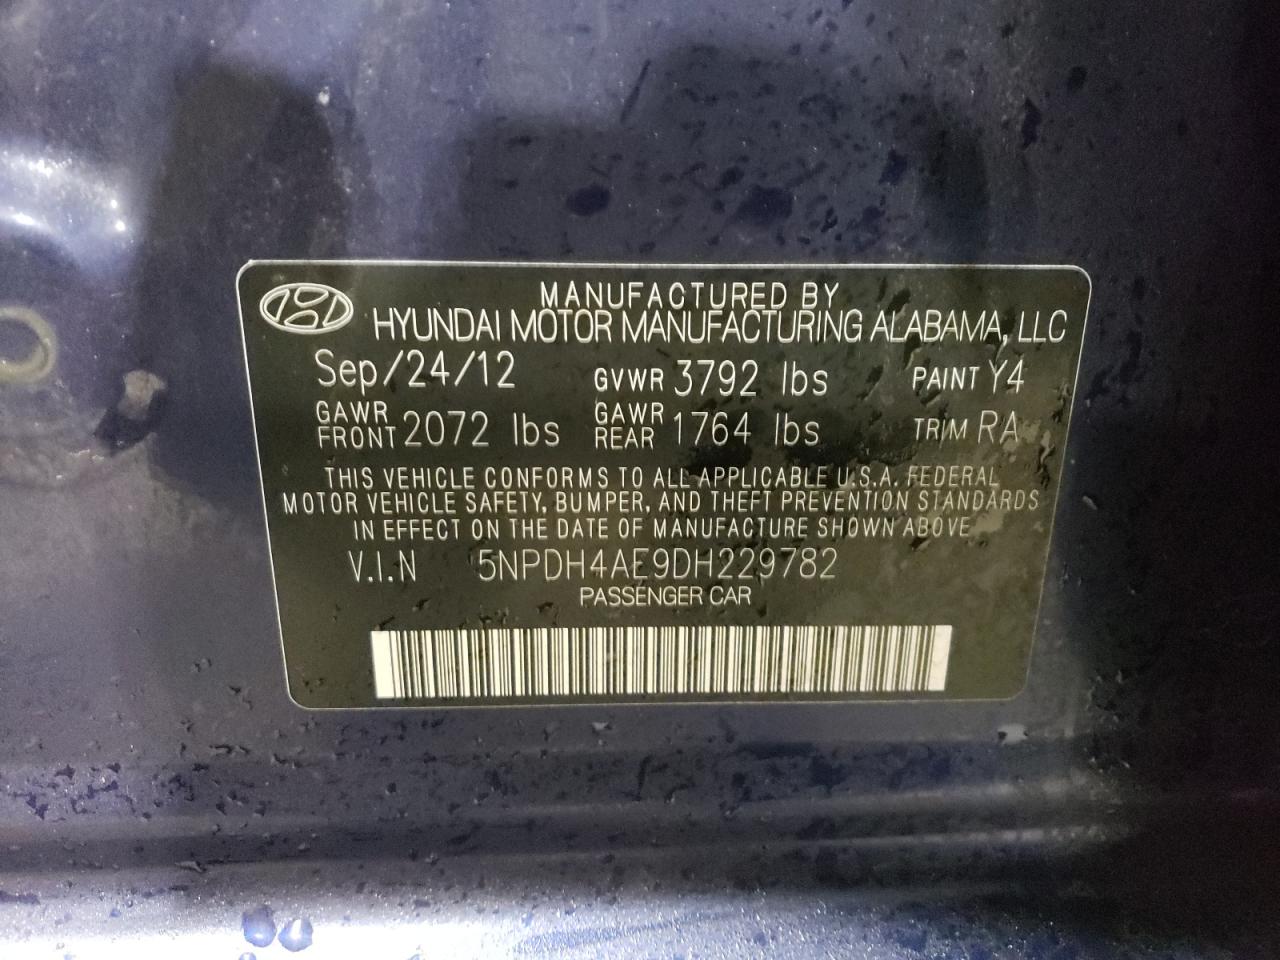 MANUFACTURED BY
HYUNDAI MOTOR MANUFACTURING ALABAMA, LLC
Sep/24/12 GVWR 3792 lbs PAINT Y4
GAWR FRONT 2072 lbs GAWR REAR 1764 lbs TRIM RA
THIS VEHICLE CONFORMS TO ALL APPLICABLE U.S.A. FEDERAL
MOTOR VEHICLE SAFETY, BUMPER, AND THEFT PREVENTION STANDARDS
IN EFFECT ON THE DATE OF MANUFACTURE SHOWN ABOVE
V.I.N 5NPDH4AE9DH229782
PASSENGER CAR